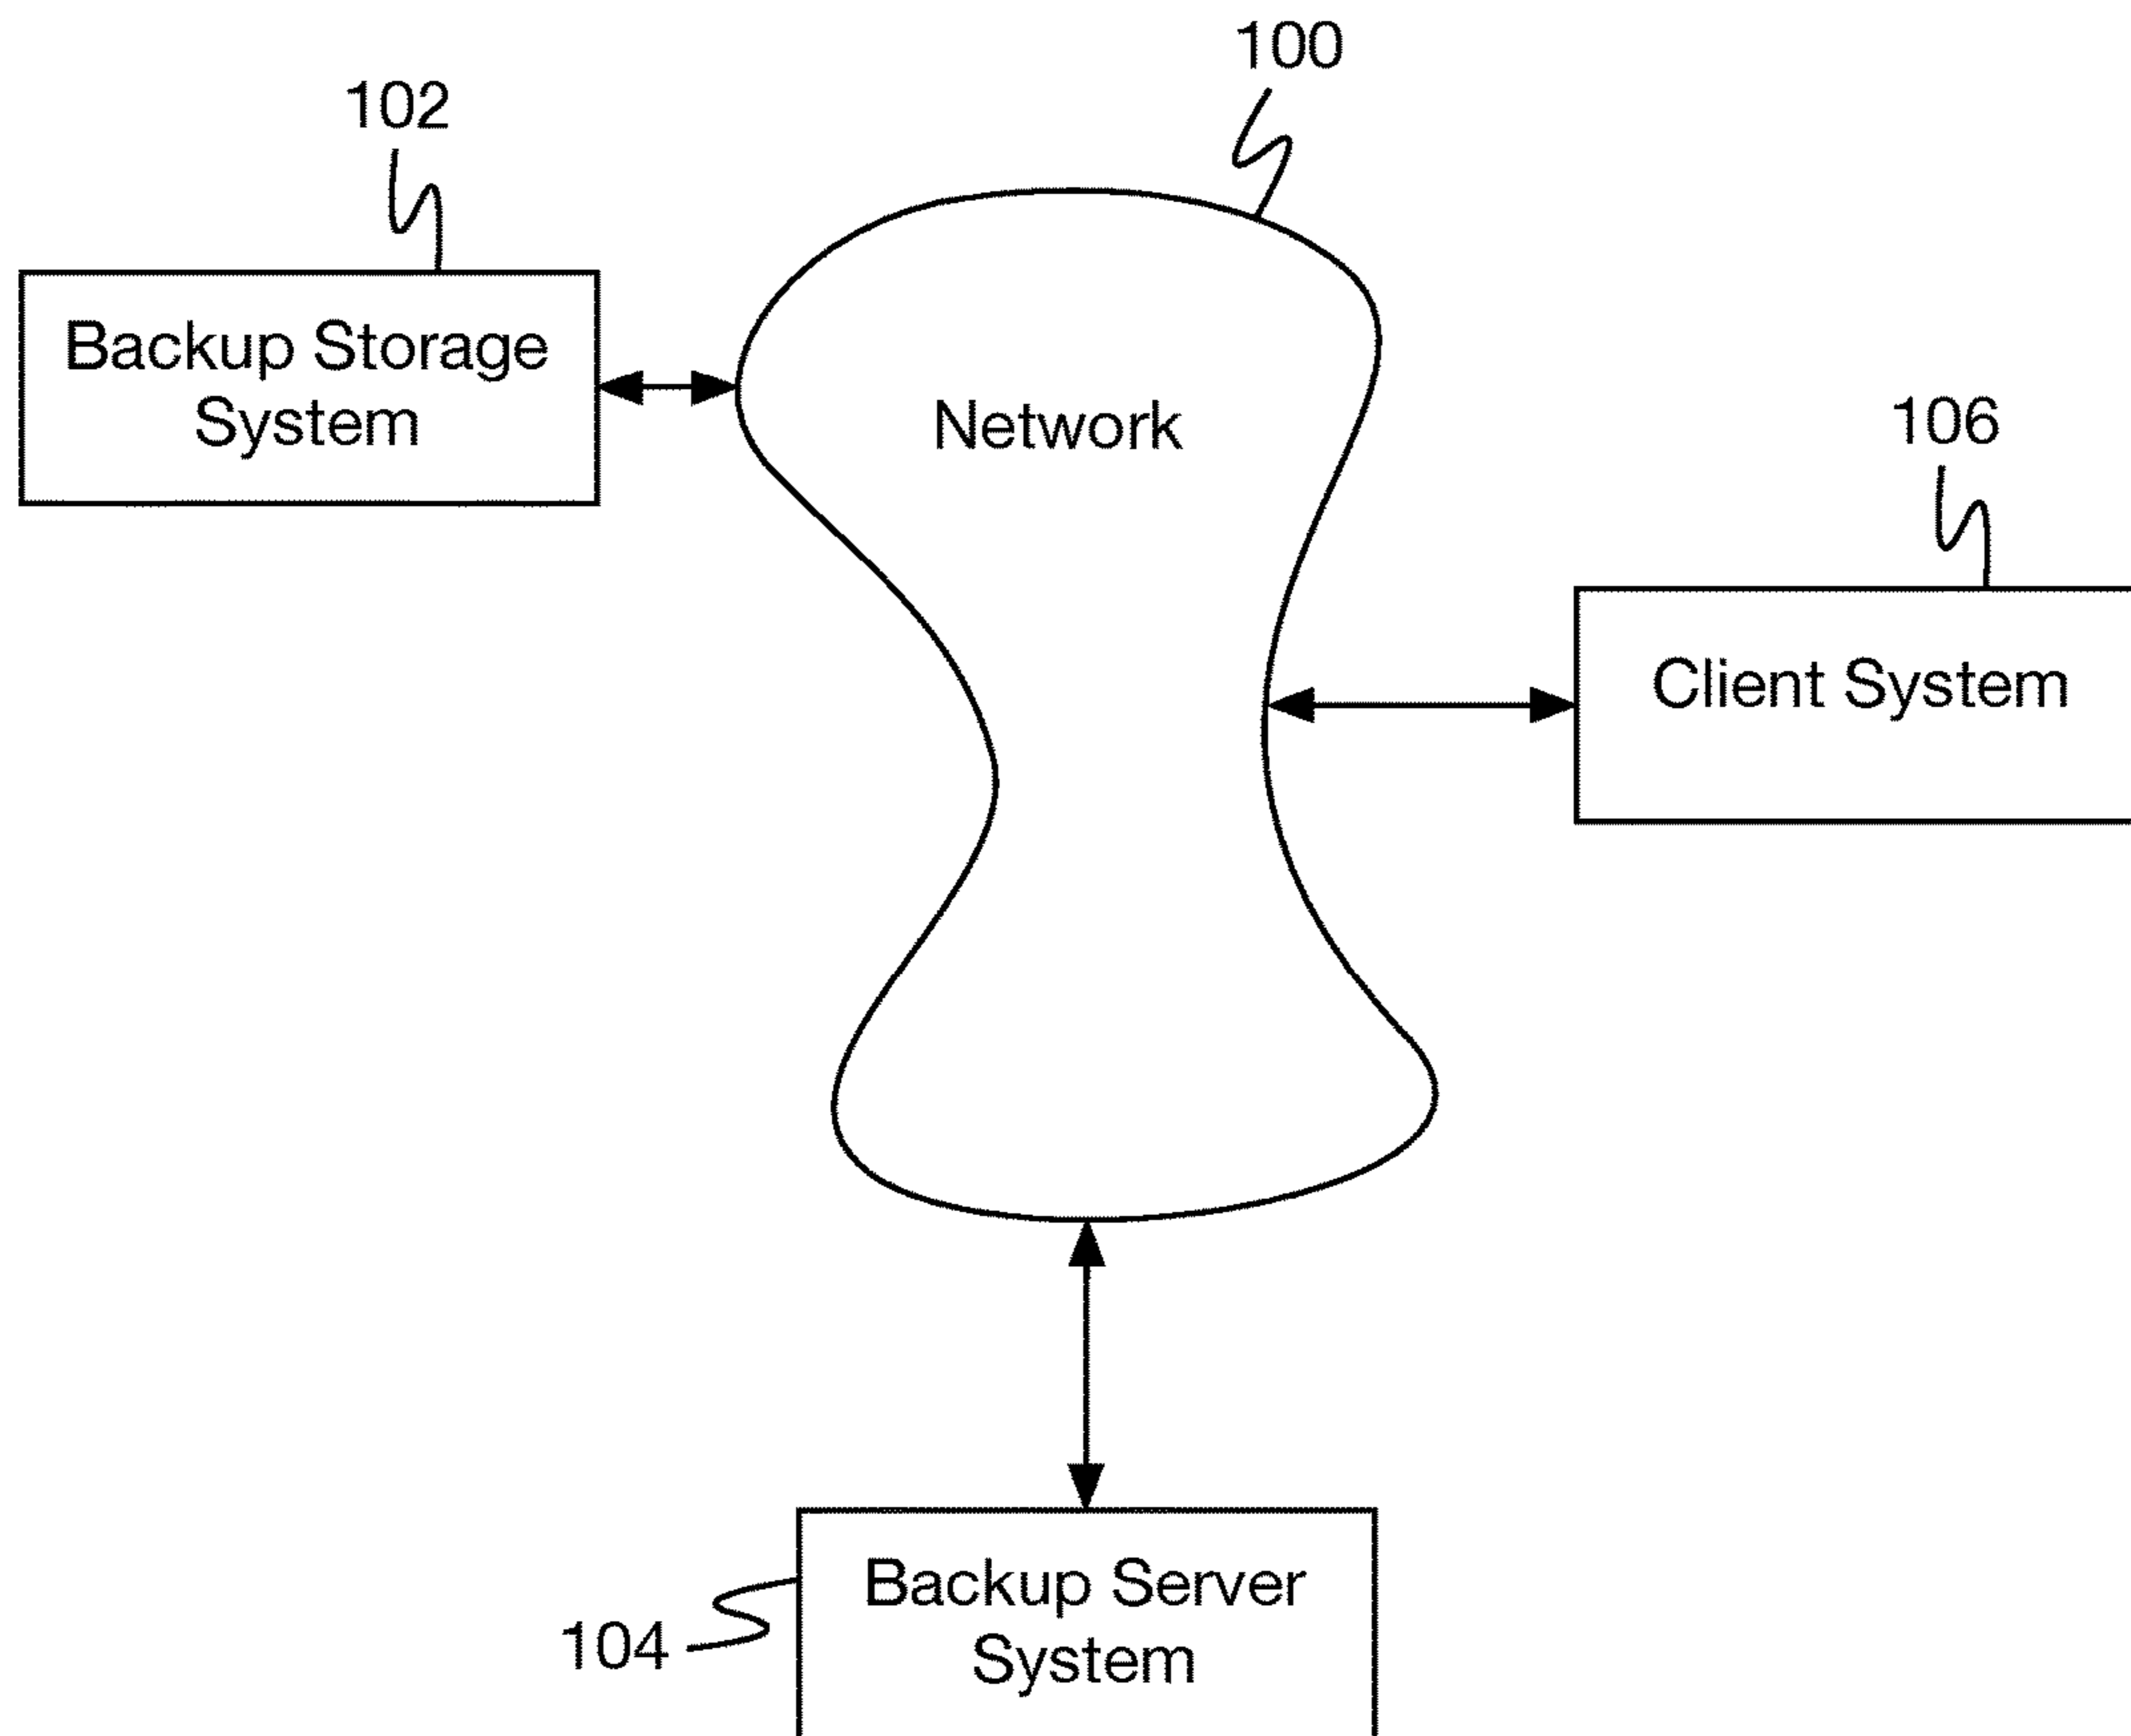 100
102
Backup Storage
System
Network
106
Client System
Backup Server
System
104